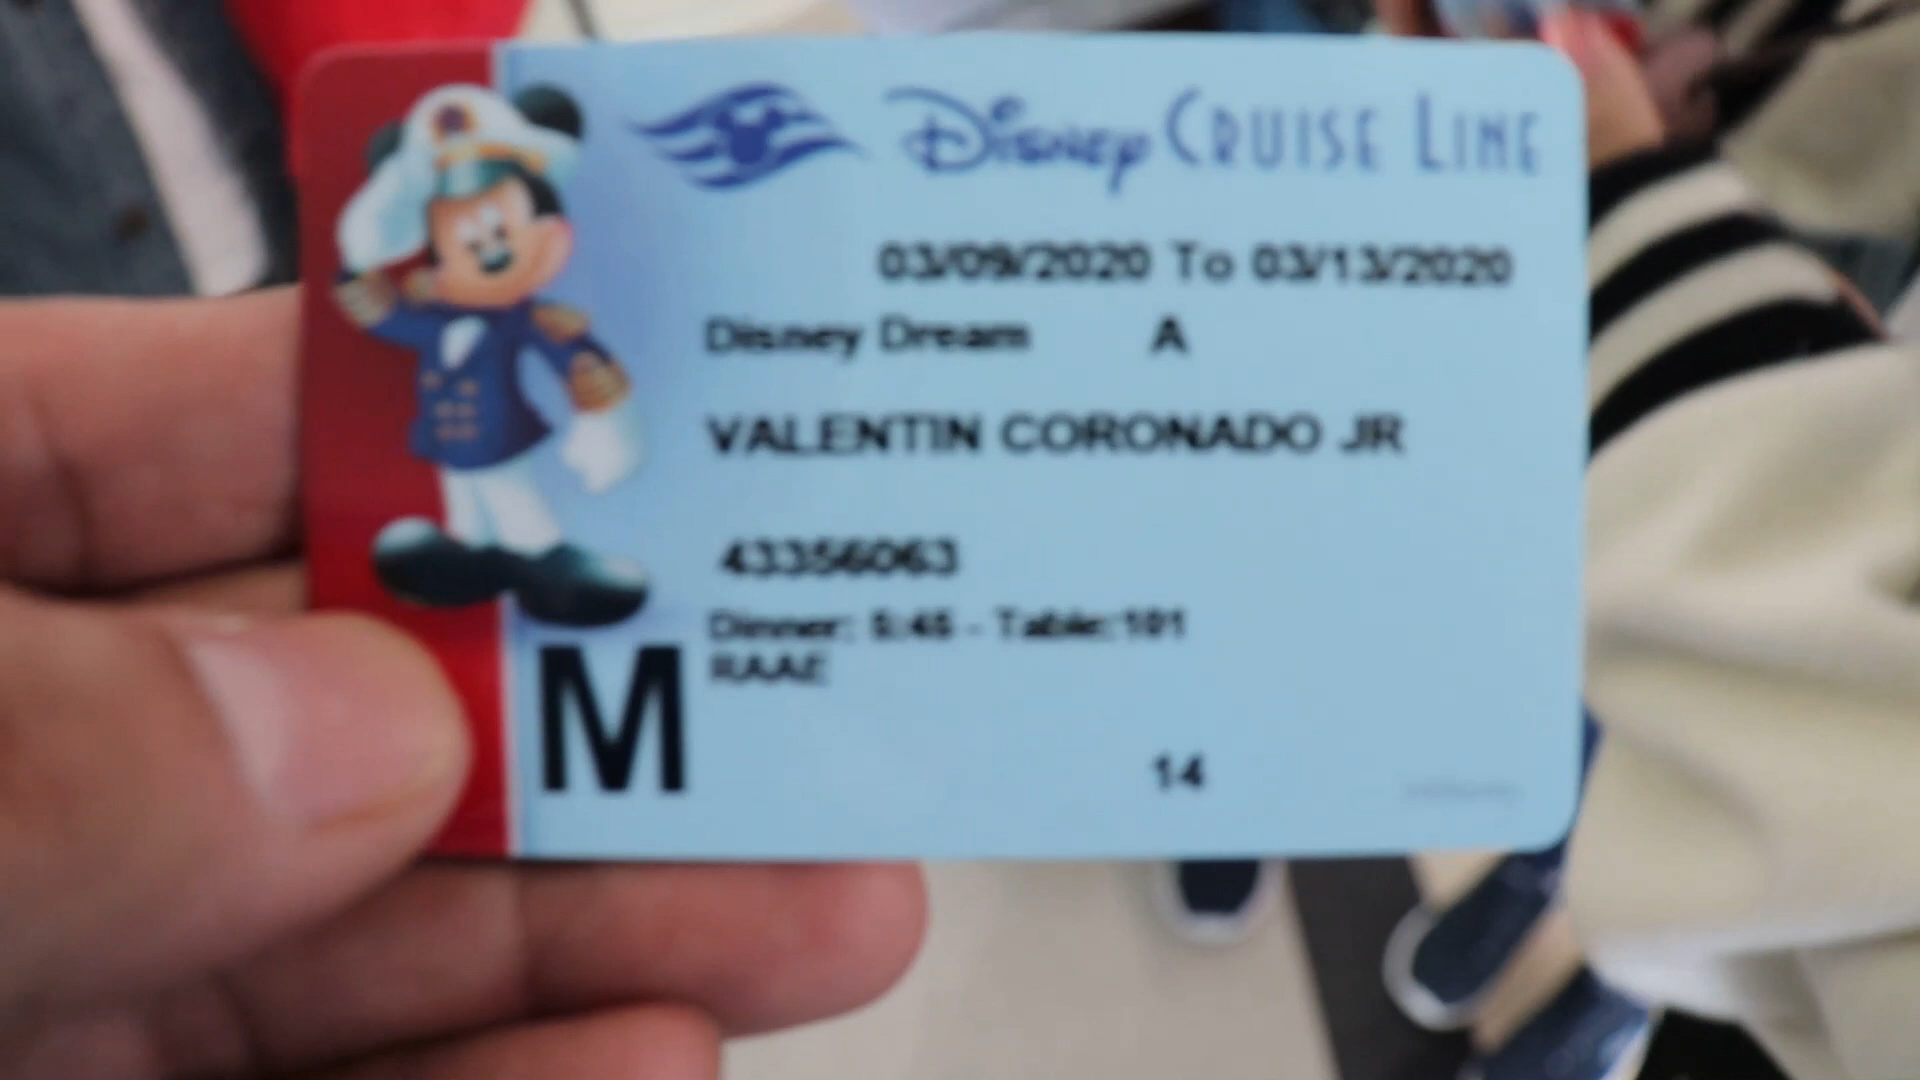 Disney Cruise Line
03/09/2020 To 03/13/2020
Disney Dream A
VALENTIN CORONADO JR
43356063
Dinner: 5:45 - Table:101
RAAE
M
14